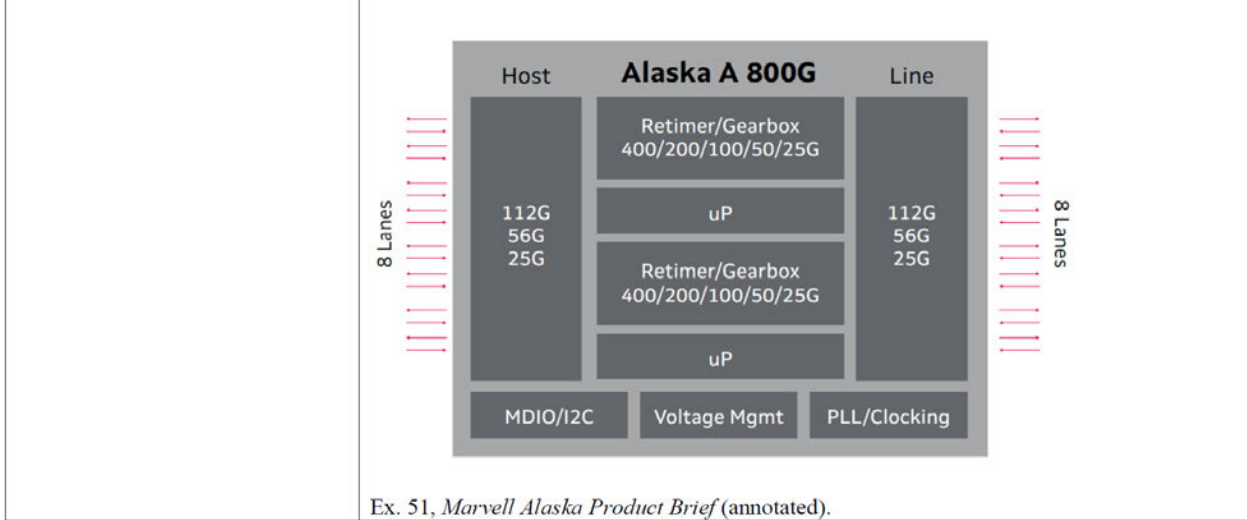 Host
Alaska A 800G
Line
8 Lanes
112G
56G
25G
Retimer/Gearbox
400/200/100/50/25G
uP
Retimer/Gearbox
400/200/100/50/25G
uP
112G
56G
25G
8 Lanes
MDIO/I2C
Voltage Mgmt
PLL/Clocking
Ex. 51, Marvell Alaska Product Brief (annotated).